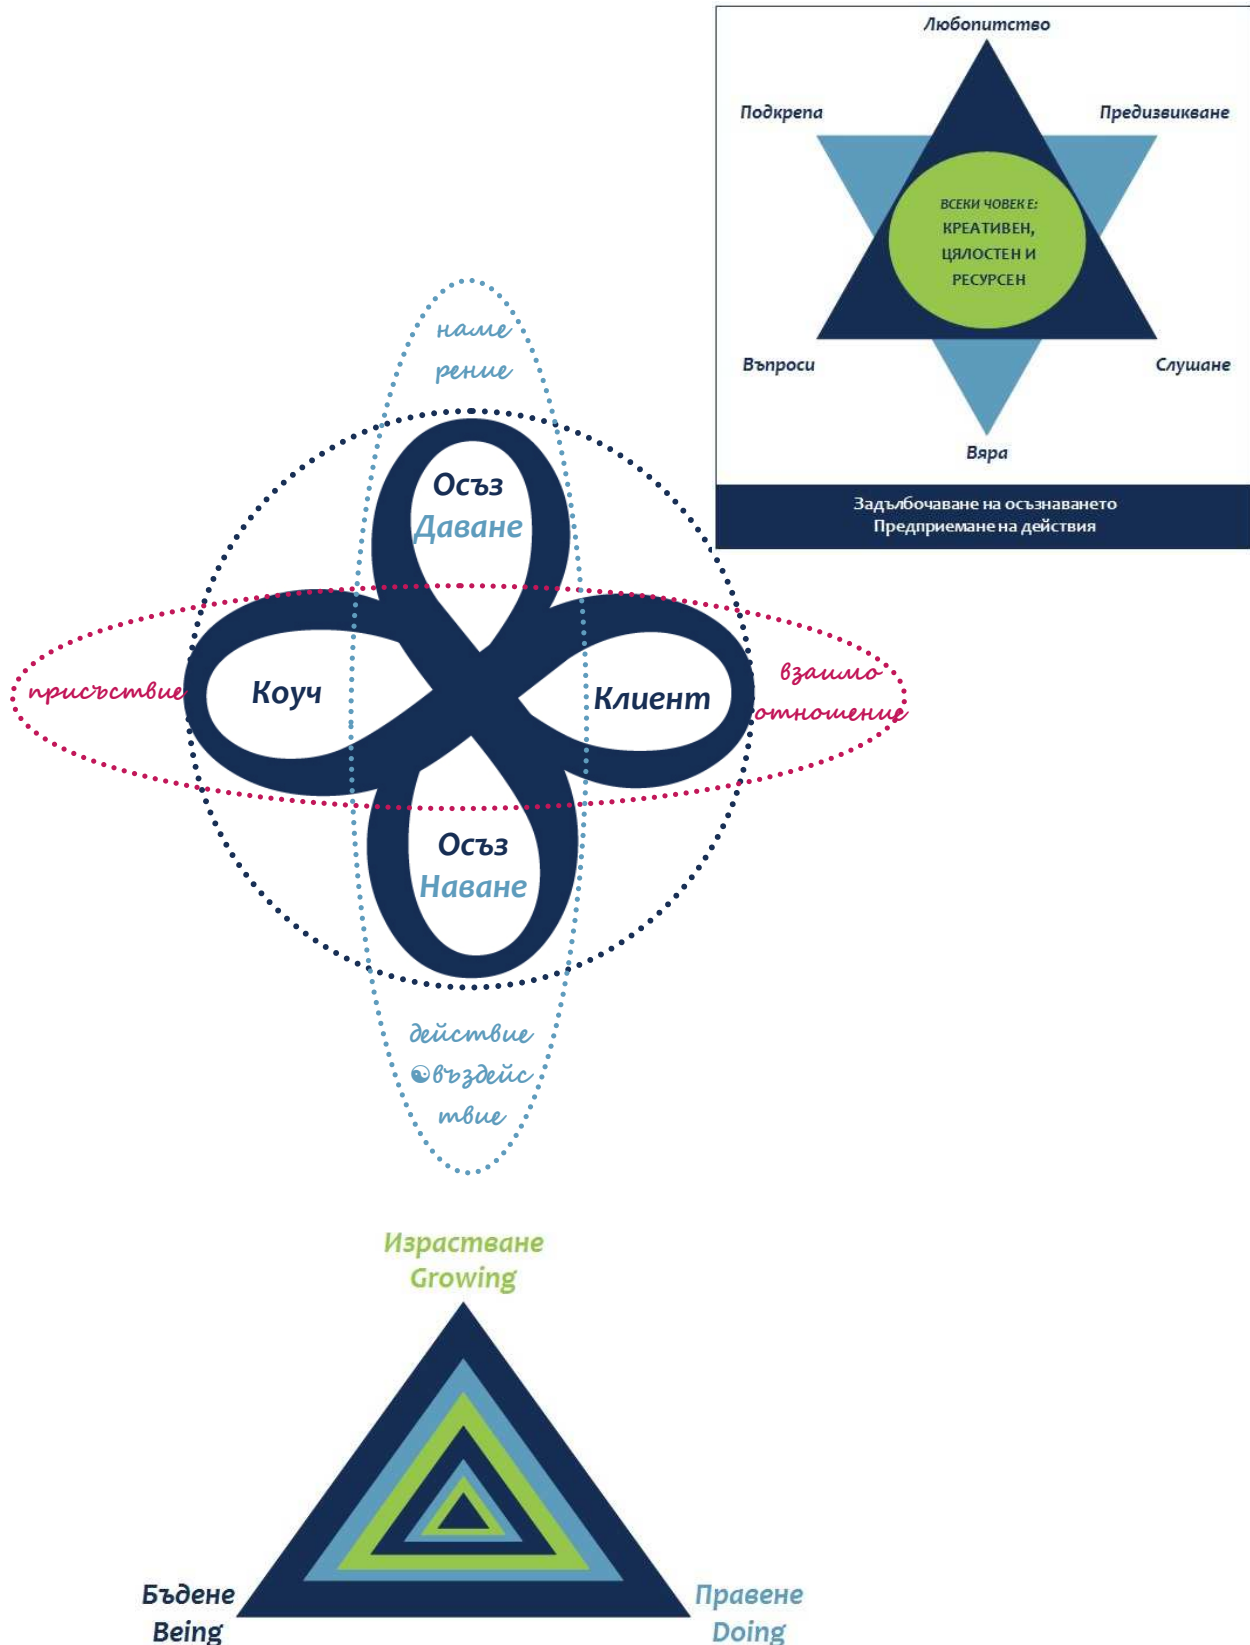 Любопитство
Подкрепа
Предизвикване
ВСЕКИ ЧОВЕК Е:
КРЕАТИВЕН,
ЦЯЛОСТЕН И
РЕСУРСЕН
Въпроси
Слушане
Вяра
Задълбочаване на осъзнаването
Предприемане на действия
наме
рение
Осъз
Даване
присъствие
Коуч
Клиент
взаимо
отношение
Осъз
Наване
действие
☯въздейс
твие
Израстване
Growing
Бъдене
Being
Правене
Doing